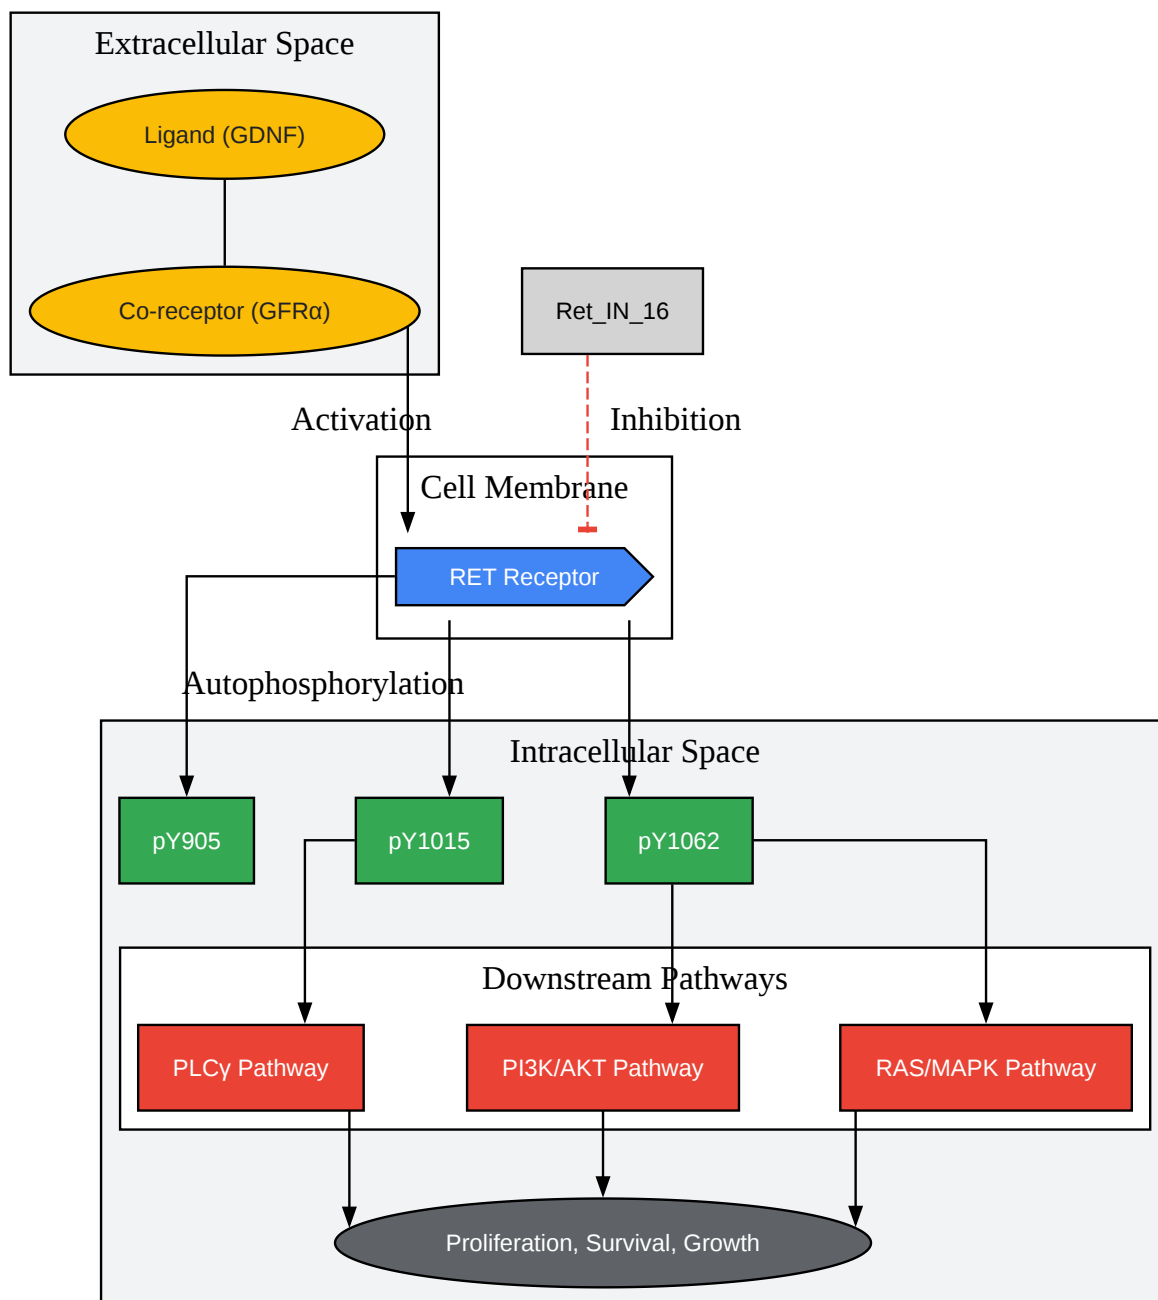 Extracellular Space
Ligand (GDNF)
Co-receptor (GFRα)
Ret_IN_16
Activation
Inhibition
Cell Membrane
RET Receptor
Autophosphorylation
Intracellular Space
pY905
pY1015
pY1062
Downstream Pathways
PLCγ Pathway
PI3K/AKT Pathway
RAS/MAPK Pathway
Proliferation, Survival, Growth